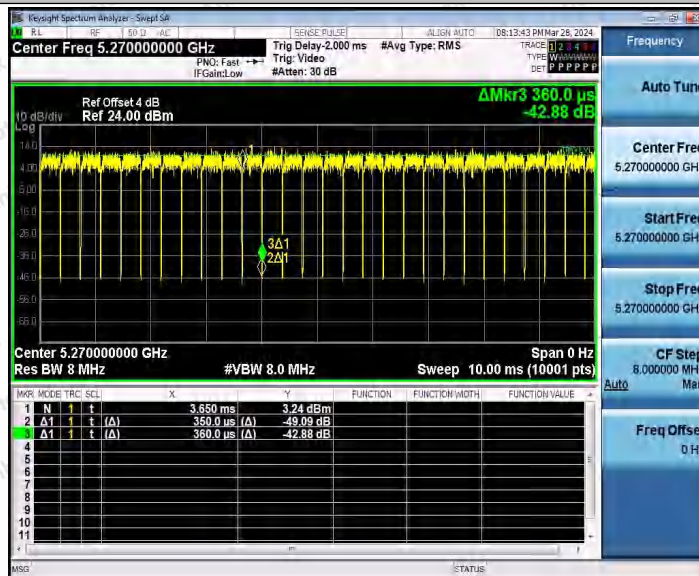 Keysight Spectrum Analyzer - Swept SA
RL RF 50 Ω AC SENSE:PULSE ALIGN AUTO 08:13:43 PM Mar 28, 2024
Center Freq 5.270000000 GHz
PNO: Fast
IFGain:Low
Trig Delay-2.000 ms
Trig: Video
#Atten: 30 dB
#Avg Type: RMS
TRACE 1 2 3 4 5 6
TYPE W
DET P P P P P P
ΔMkr3 360.0 µs
-42.88 dB
Ref Offset 4 dB
10 dB/div Ref 24.00 dBm
Log
14.0
4.00
-6.00
-16.0
-26.0
-36.0
-46.0
-56.0
-66.0
1
3Δ1
2Δ1
Center 5.270000000 GHz Span 0 Hz
Res BW 8 MHz #VBW 8.0 MHz Sweep 10.00 ms (10001 pts)
MKR MODE TRC SCL X Y FUNCTION FUNCTION WIDTH FUNCTION VALUE
1 N 1 t 3.650 ms 3.24 dBm
2 Δ1 1 t (Δ) 350.0 µs (Δ) -49.09 dB
3 Δ1 1 t (Δ) 360.0 µs (Δ) -42.88 dB
4
5
6
7
8
9
10
11
MSG STATUS
Frequency
Auto Tune
Center Freq
5.270000000 GH
Start Freq
5.270000000 GH
Stop Freq
5.270000000 GH
CF Step
8.000000 MH
Auto Ma
Freq Offse
0 H